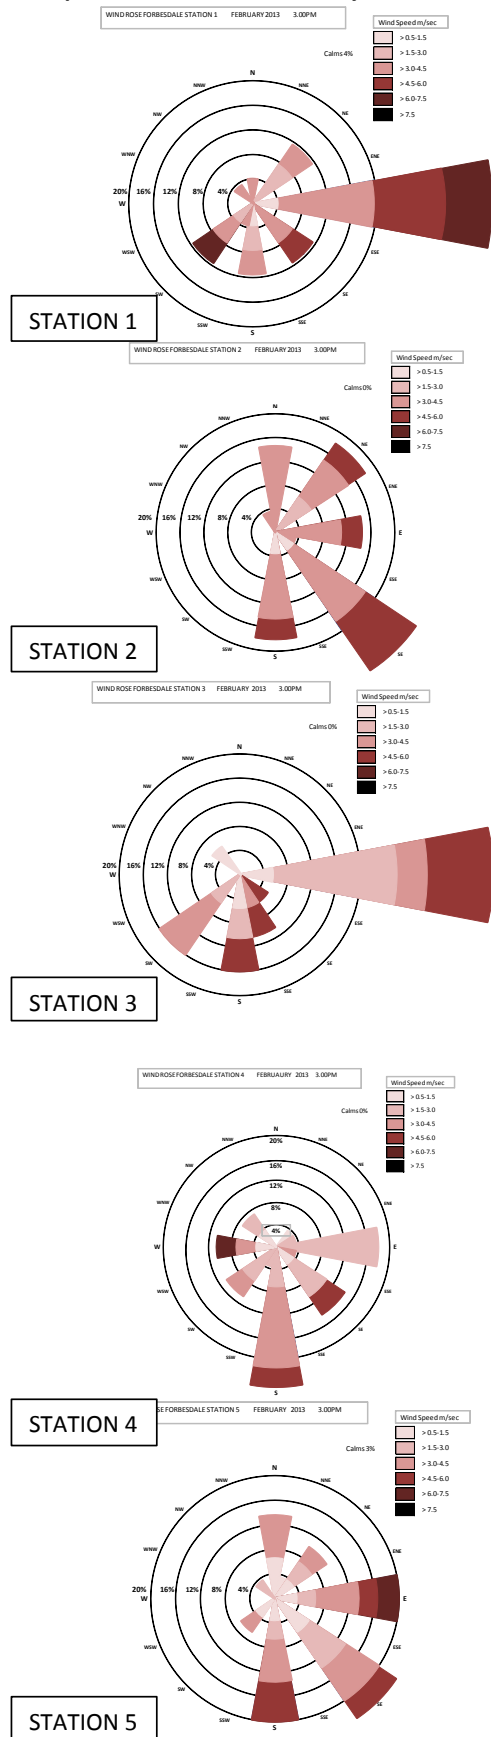 WIND ROSE FORBESDALE STATION 1 FEBRUARY 2013 3.00PM
Wind Speed m/sec
Calms 4%
> 0.5-1.5
> 1.5-3.0
> 3.0-4.5
> 4.5-6.0
> 6.0-7.5
> 7.5
N
NNW
NNE
NW
NE
WNW
ENE
20% 16% 12% 8% 4%
W
WSW
ESE
SW
SE
SSW
SSE
S
STATION 1
WIND ROSE FORBESDALE STATION 2 FEBRUARY 2013 3.00PM
Wind Speed m/sec
Calms 0%
> 0.5-1.5
> 1.5-3.0
> 3.0-4.5
> 4.5-6.0
> 6.0-7.5
> 7.5
N
NNW
NNE
NW
NE
WNW
ENE
20% 16% 12% 8% 4%
W
E
WSW
ESE
SW
SE
SSW
SSE
S
STATION 2
WIND ROSE FORBESDALE STATION 3 FEBRUARY 2013 3.00PM
Wind Speed m/sec
Calms 0%
> 0.5-1.5
> 1.5-3.0
> 3.0-4.5
> 4.5-6.0
> 6.0-7.5
> 7.5
N
NNW
NNE
NW
NE
WNW
ENE
20% 16% 12% 8% 4%
W
WSW
ESE
SW
SE
SSW
SSE
S
STATION 3
WIND ROSE FORBESDALE STATION 4 FEBRUAURY 2013 3.00PM
Wind Speed m/sec
Calms 0%
> 0.5-1.5
> 1.5-3.0
> 3.0-4.5
> 4.5-6.0
> 6.0-7.5
> 7.5
N
20%
NNW
NNE
NW
NE
16%
12%
WNW
ENE
8%
4%
W
E
WSW
ESE
SW
SE
SSW
SSE
S
STATION 4
SE FORBESDALE STATION 5 FEBRUARY 2013 3.00PM
Wind Speed m/sec
Calms 3%
> 0.5-1.5
> 1.5-3.0
> 3.0-4.5
> 4.5-6.0
> 6.0-7.5
> 7.5
N
NNW
NNE
NW
NE
WNW
ENE
20% 16% 12% 8% 4%
W
E
WSW
ESE
SW
SE
SSW
SSE
S
STATION 5